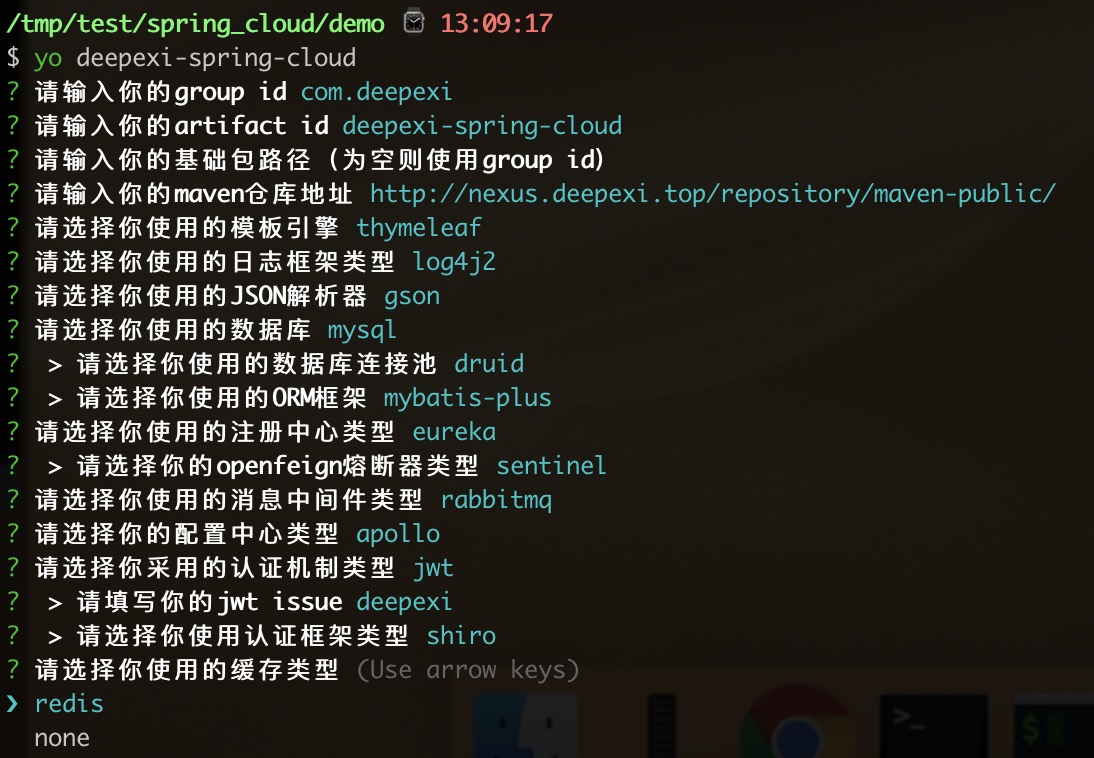 /tmp/test/spring_cloud/demo ⌚ 13:09:17
$ yo deepexi-spring-cloud
? 请输入你的group id com.deepexi
? 请输入你的artifact id deepexi-spring-cloud
? 请输入你的基础包路径（为空则使用group id）
? 请输入你的maven仓库地址 http://nexus.deepexi.top/repository/maven-public/
? 请选择你使用的模板引擎 thymeleaf
? 请选择你使用的日志框架类型 log4j2
? 请选择你使用的JSON解析器 gson
? 请选择你使用的数据库 mysql
?  > 请选择你使用的数据库连接池 druid
?  > 请选择你使用的ORM框架 mybatis-plus
? 请选择你使用的注册中心类型 eureka
?  > 请选择你的openfeign熔断器类型 sentinel
? 请选择你使用的消息中间件类型 rabbitmq
? 请选择你的配置中心类型 apollo
? 请选择你采用的认证机制类型 jwt
?  > 请填写你的jwt issue deepexi
?  > 请选择你使用认证框架类型 shiro
? 请选择你使用的缓存类型 (Use arrow keys)
❯ redis
  none
>_
$